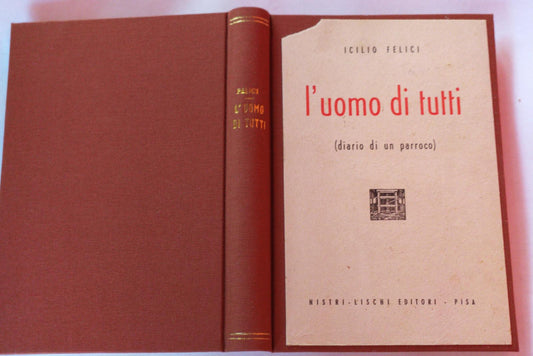 FELICI
L'UOMO
DI TUTTI
ICILIO FELICI
l'uomo di tutti
(diario di un parroco)
NISTRI-LISCHI EDITORI - PISA